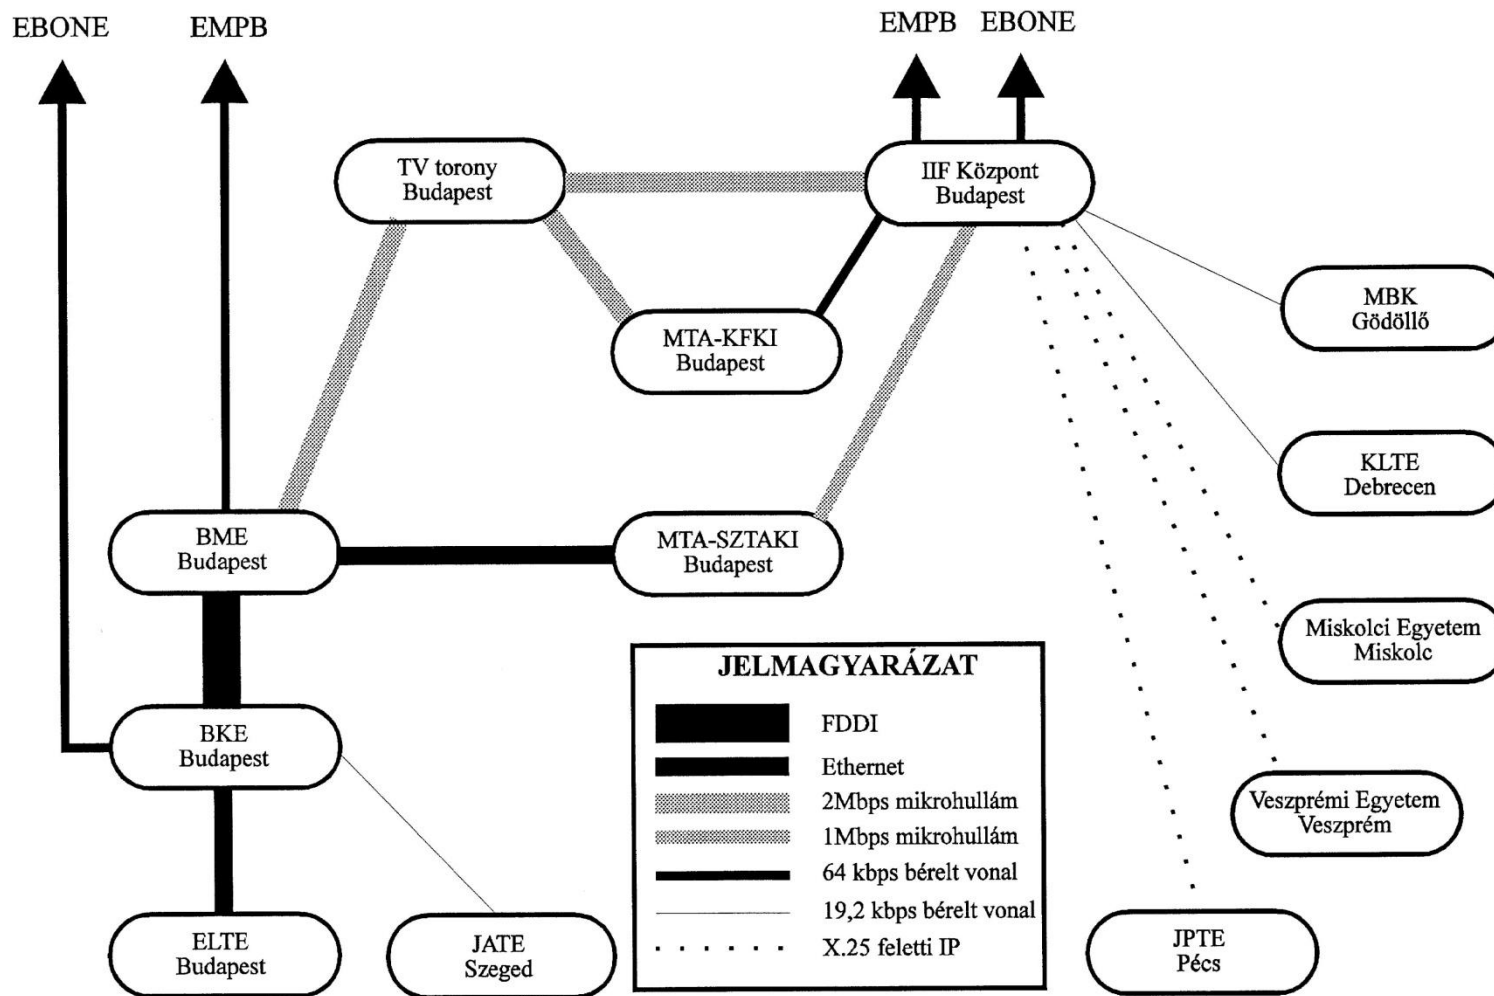 EBONE
EMPB
EMPB
EBONE
TV torony
Budapest
IIF Központ
Budapest
MTA-KFKI
Budapest
MBK
Gödöllő
KLTE
Debrecen
BME
Budapest
MTA-SZTAKI
Budapest
Miskolci Egyetem
Miskolc
BKE
Budapest
Veszprémi Egyetem
Veszprém
ELTE
Budapest
JATE
Szeged
JPTE
Pécs
JELMAGYARÁZAT
FDDI
Ethernet
2Mbps mikrohullám
1Mbps mikrohullám
64 kbps bérelt vonal
19,2 kbps bérelt vonal
X.25 feletti IP